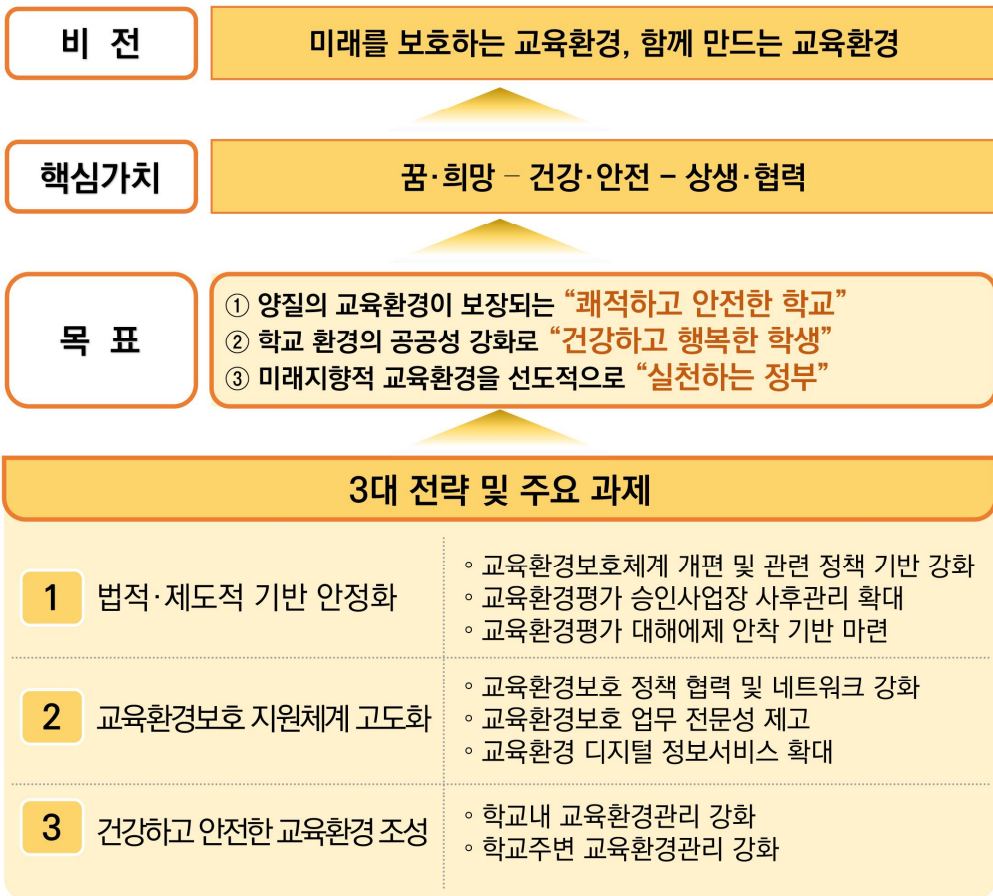 비 전
미래를 보호하는 교육환경, 함께 만드는 교육환경
핵심가치
꿈·희망 – 건강·안전 – 상생·협력
목 표
① 양질의 교육환경이 보장되는 “쾌적하고 안전한 학교”
② 학교 환경의 공공성 강화로 “건강하고 행복한 학생”
③ 미래지향적 교육환경을 선도적으로 “실천하는 정부”
3대 전략 및 주요 과제
1 법적·제도적 기반 안정화
◦ 교육환경보호체계 개편 및 관련 정책 기반 강화
◦ 교육환경평가 승인사업장 사후관리 확대
◦ 교육환경평가 대해에제 안착 기반 마련
2 교육환경보호 지원체계 고도화
◦ 교육환경보호 정책 협력 및 네트워크 강화
◦ 교육환경보호 업무 전문성 제고
◦ 교육환경 디지털 정보서비스 확대
3 건강하고 안전한 교육환경 조성
◦ 학교내 교육환경관리 강화
◦ 학교주변 교육환경관리 강화